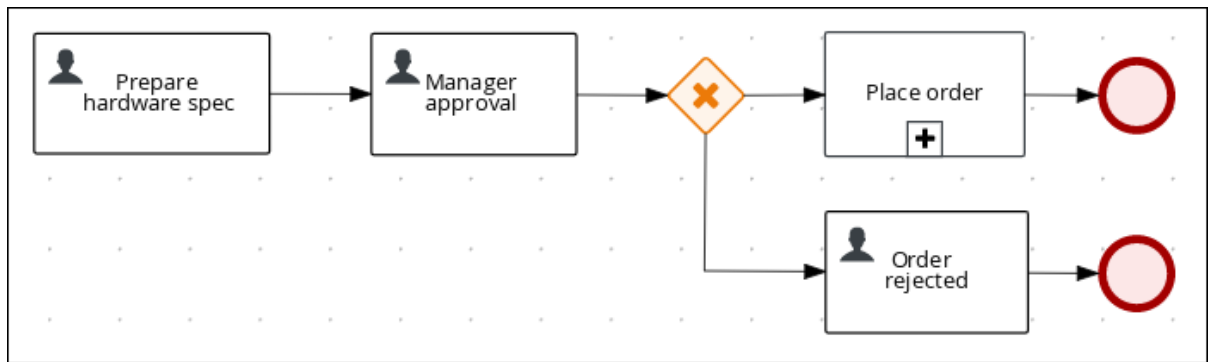 Prepare
hardware spec
Manager
approval
Place order
Order
rejected